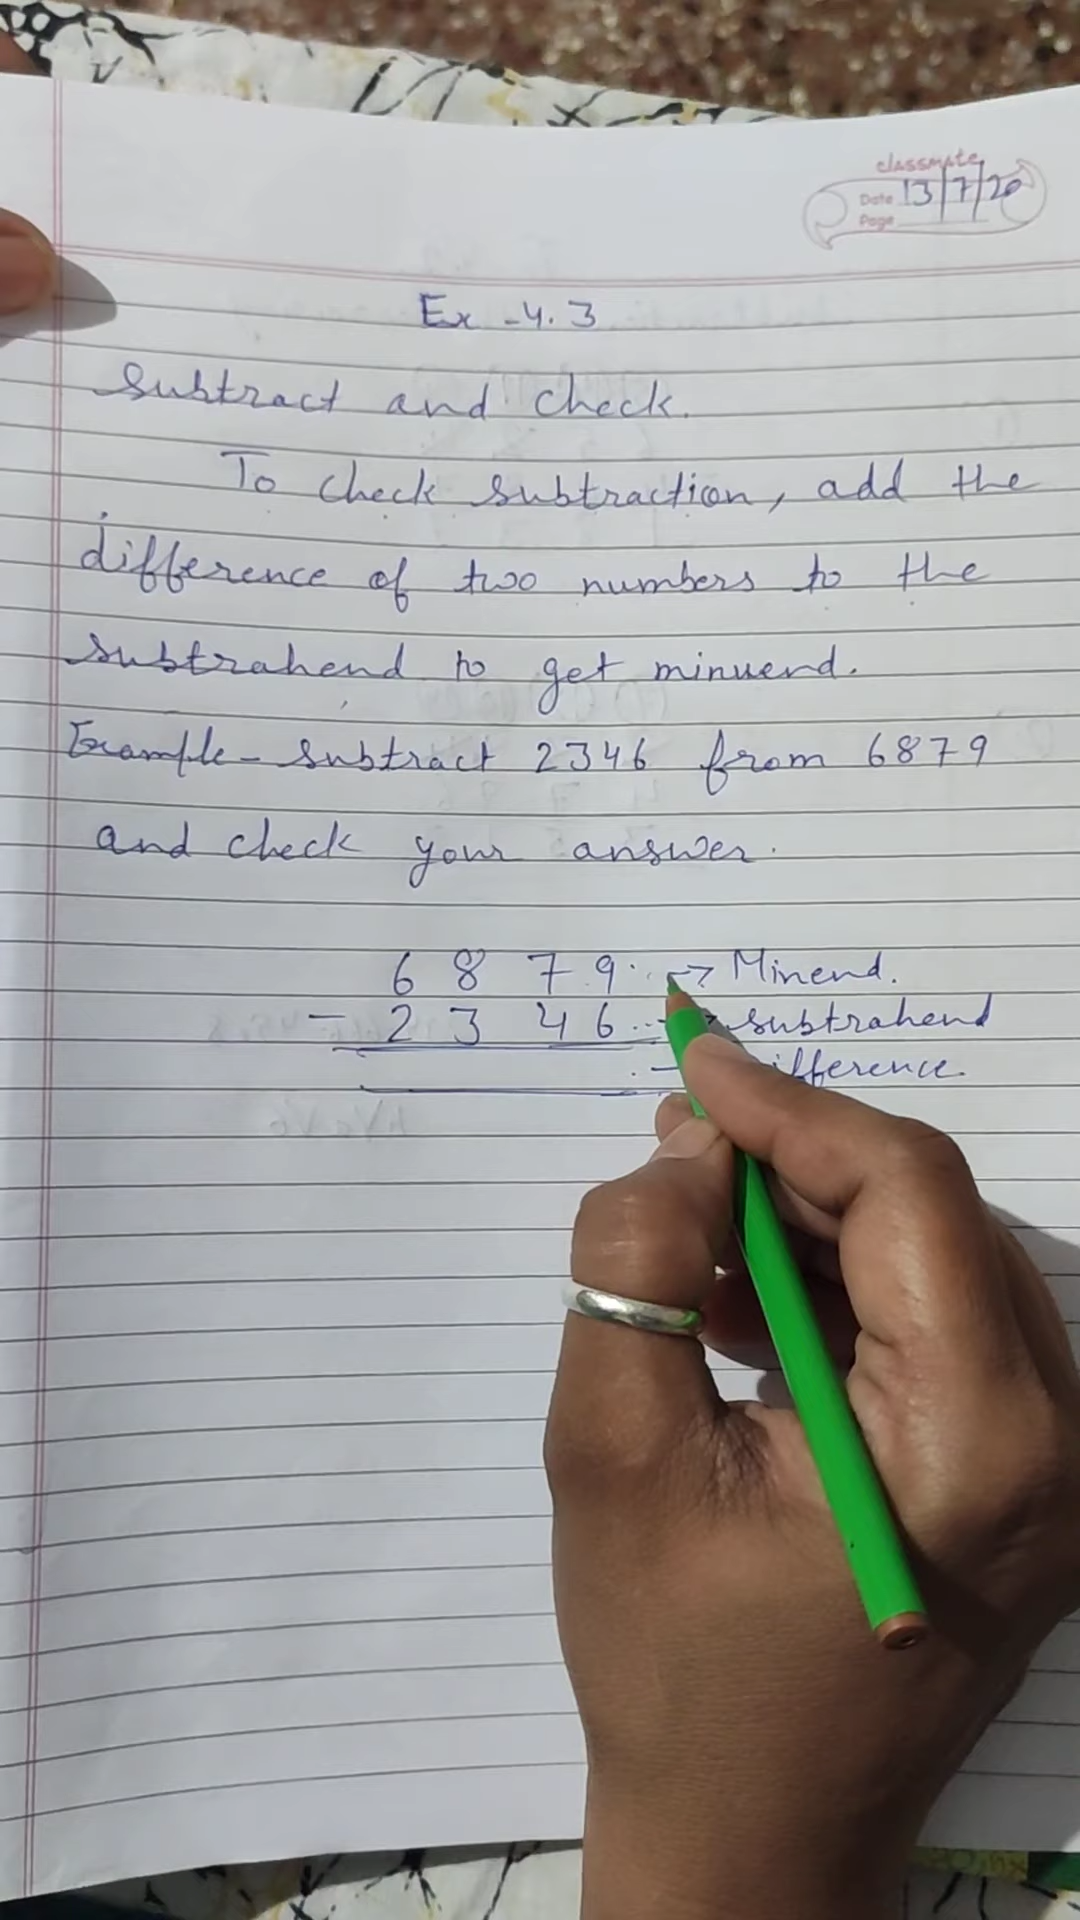 classmate
Date 13/7/20
Page
Ex - 4.3
Subtract and check.
To check subtraction, add the
difference of two numbers to the
subtrahend to get minuend.
Example - subtract 2346 from 6879
and check your answer.
6 8 7 9 → Minend.
- 2 3 4 6 → subtrahend